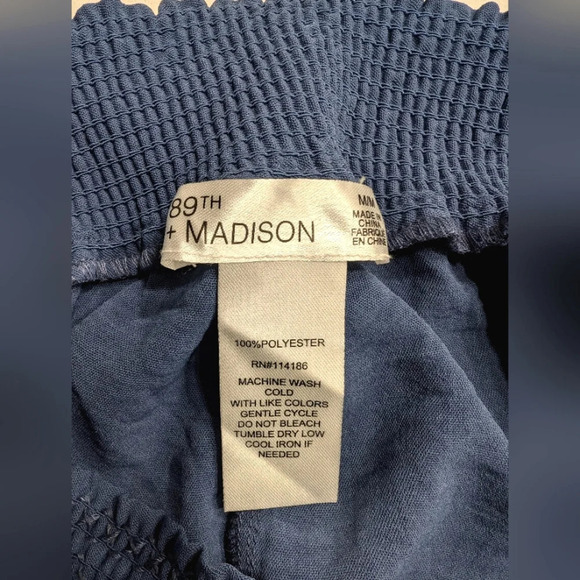 89TH
+ MADISON
M/M
MADE IN
CHINA
FABRIQUE
EN CHINE
100%POLYESTER
RN#114186
MACHINE WASH
COLD
WITH LIKE COLORS
GENTLE CYCLE
DO NOT BLEACH
TUMBLE DRY LOW
COOL IRON IF
NEEDED